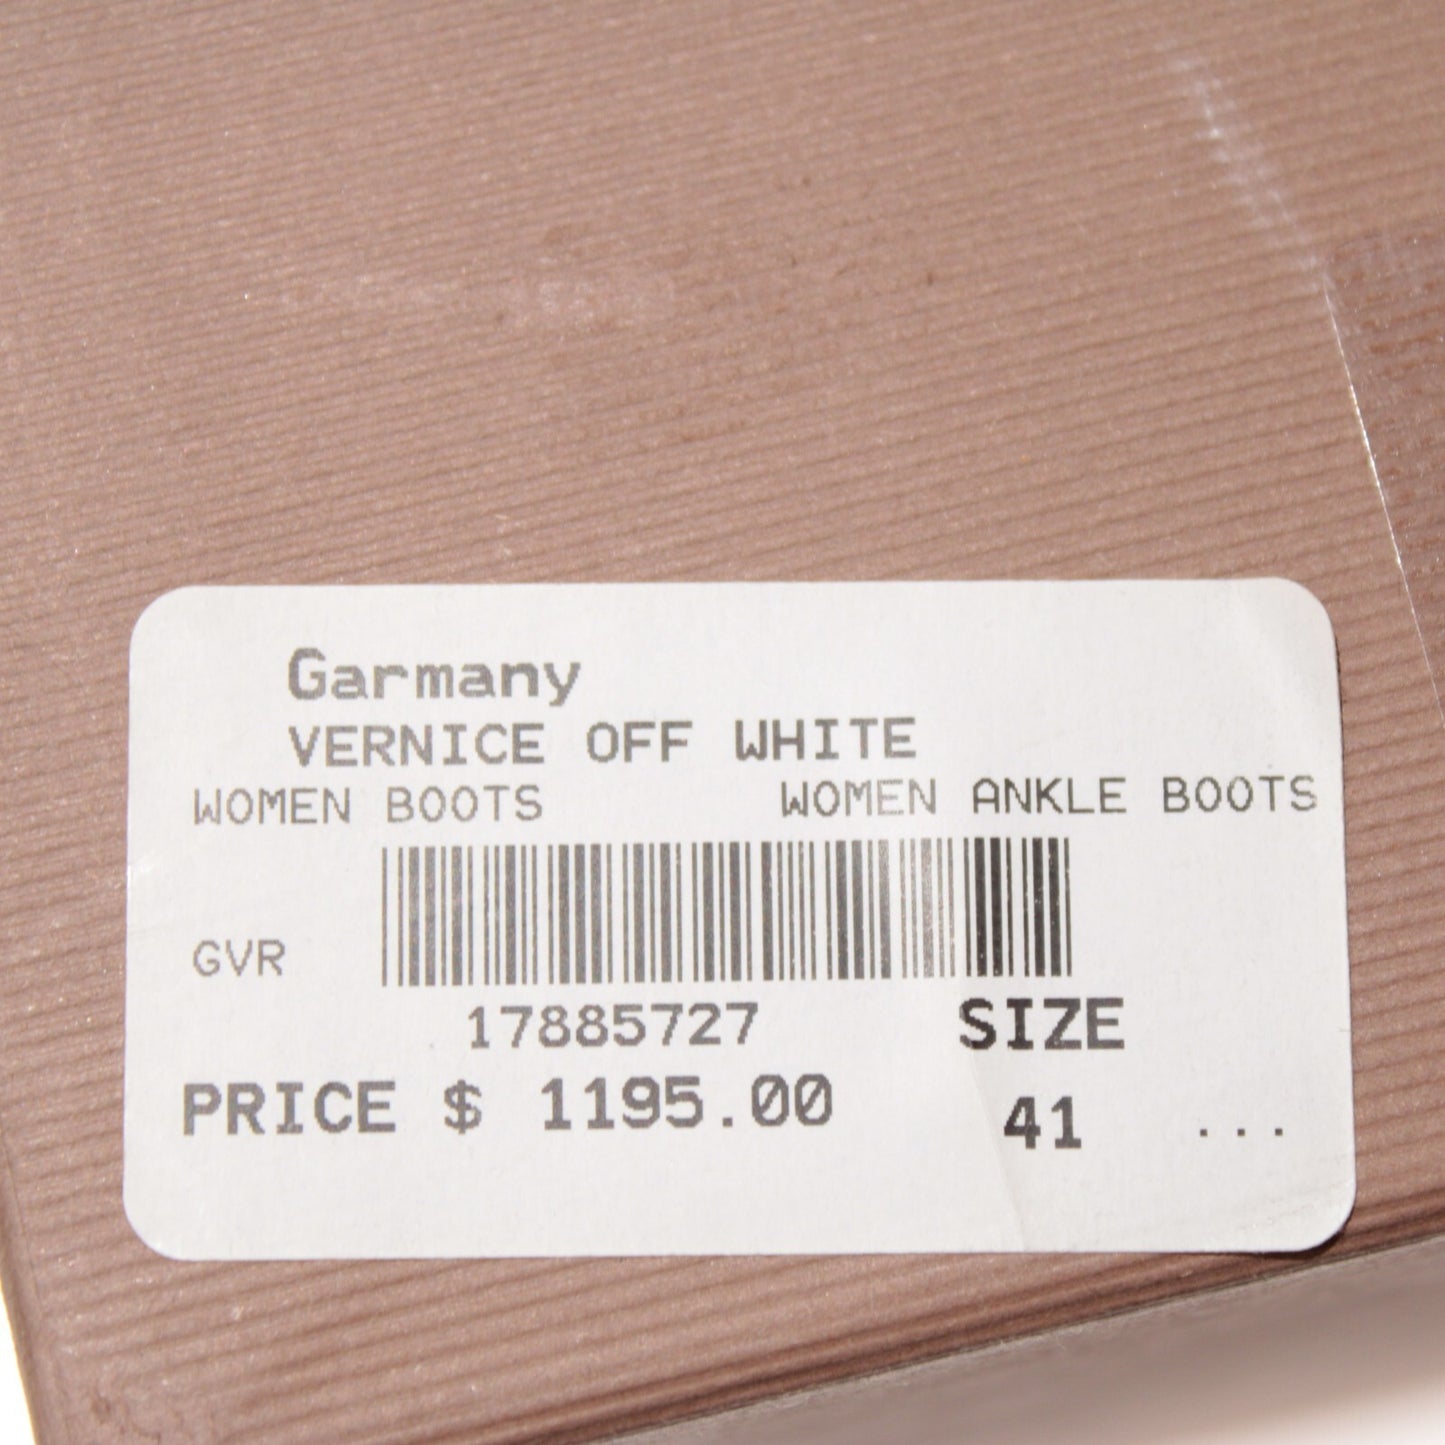 Garmany
VERNICE OFF WHITE
WOMEN BOOTS WOMEN ANKLE BOOTS
GVR
17885727 SIZE
PRICE $ 1195.00 41 ...